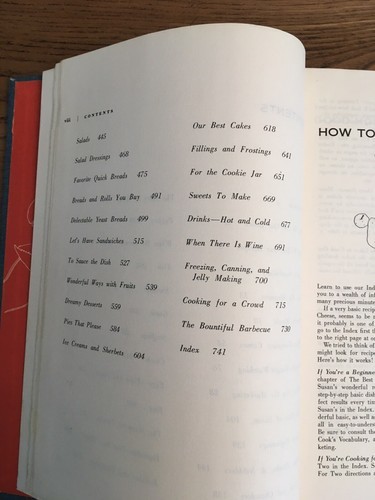 viii | CONTENTS
Salads 445
Salad Dressings 468
Favorite Quick Breads 475
Breads and Rolls You Buy 491
Delectable Yeast Breads 499
Let's Have Sandwiches 515
To Sauce the Dish 527
Wonderful Ways with Fruits 539
Dreamy Desserts 559
Pies That Please 584
Ice Creams and Sherbets 604
Our Best Cakes 618
Fillings and Frostings 641
For the Cookie Jar 651
Sweets To Make 669
Drinks—Hot and Cold 677
When There Is Wine 691
Freezing, Canning, and
Jelly Making 700
Cooking for a Crowd 715
The Bountiful Barbecue 730
Index 741
HOW TO
Learn to use our Index
you to a wealth of inf
many precious minute
If a very basic recip
Cheese, seems to be
it probably is one of
go to the Index first
to the right page at o
We tried to think of
might look for recipe
Here's how it works!
If You're a Beginne
chapter of The Best
Susan's wonderful
step-by-step basic dish
fect results every tim
Susan's in the Index.
derful basic, as well a
all in easy-to-unders
Be sure to consult the
Cook's Vocabulary,
keting.
If You're Cooking fo
Two in the Index. S
For Two directions